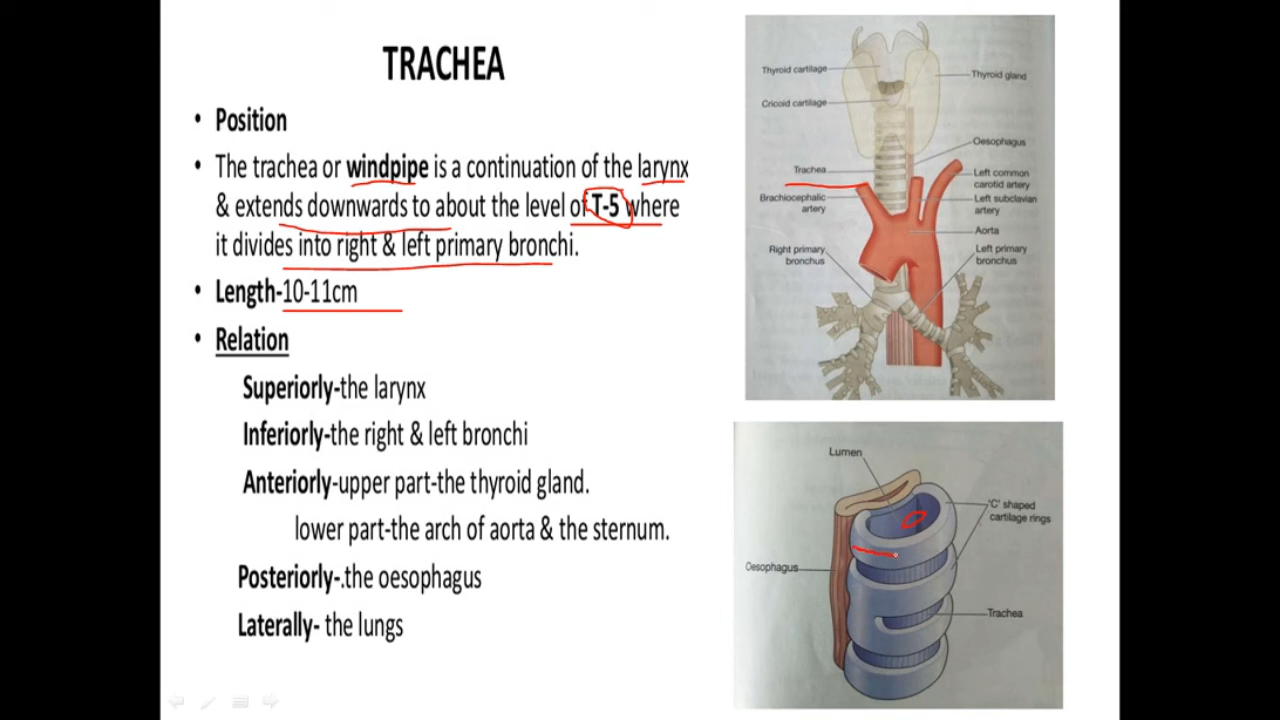 TRACHEA
• Position
• The trachea or windpipe is a continuation of the larynx
& extends downwards to about the level of T-5 where
it divides into right & left primary bronchi.
• Length-10-11cm
• Relation
Superiorly-the larynx
Inferiorly-the right & left bronchi
Anteriorly-upper part-the thyroid gland.
lower part-the arch of aorta & the sternum.
Posteriorly-.the oesophagus
Laterally- the lungs
Thyroid cartilage
Thyroid gland
Cricoid cartilage
Oesophagus
Trachea
Left common
carotid artery
Brachiocephalic
artery
Left subclavian
artery
Aorta
Right primary
bronchus
Left primary
bronchus
Lumen
'C' shaped
cartilage rings
Oesophagus
Trachea